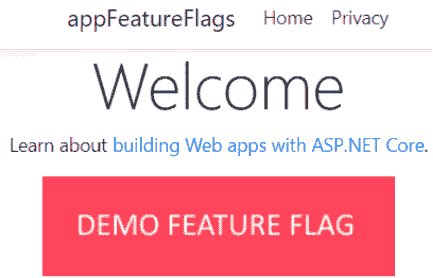 appFeatureFlags Home Privacy
Welcome
Learn about building Web apps with ASP.NET Core.
DEMO FEATURE FLAG